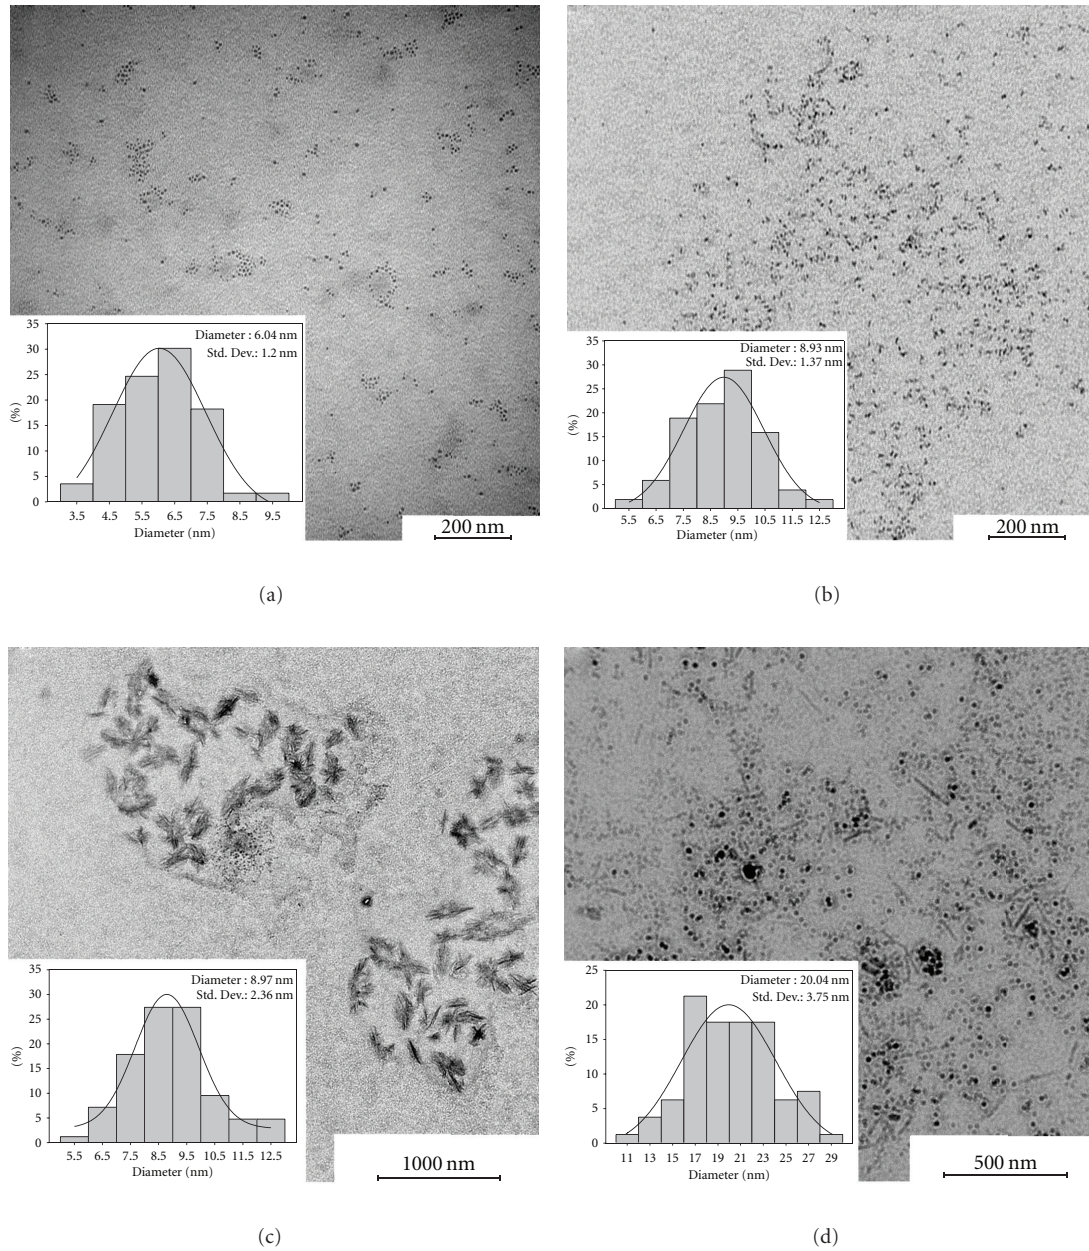 35
30
25
20
15
10
5
0
(%)
Diameter : 6.04 nm
Std. Dev.: 1.2 nm
3.5 4.5 5.5 6.5 7.5 8.5 9.5
Diameter (nm)
200 nm
(a)
35
30
25
20
15
10
5
0
(%)
Diameter : 8.93 nm
Std. Dev.: 1.37 nm
5.5 6.5 7.5 8.5 9.5 10.5 11.5 12.5
Diameter (nm)
200 nm
(b)
35
30
25
20
15
10
5
0
(%)
Diameter : 8.97 nm
Std. Dev.: 2.36 nm
5.5 6.5 7.5 8.5 9.5 10.5 11.5 12.5
Diameter (nm)
1000 nm
(c)
25
20
15
10
5
0
(%)
Diameter : 20.04 nm
Std. Dev.: 3.75 nm
11 13 15 17 19 21 23 25 27 29
Diameter (nm)
500 nm
(d)